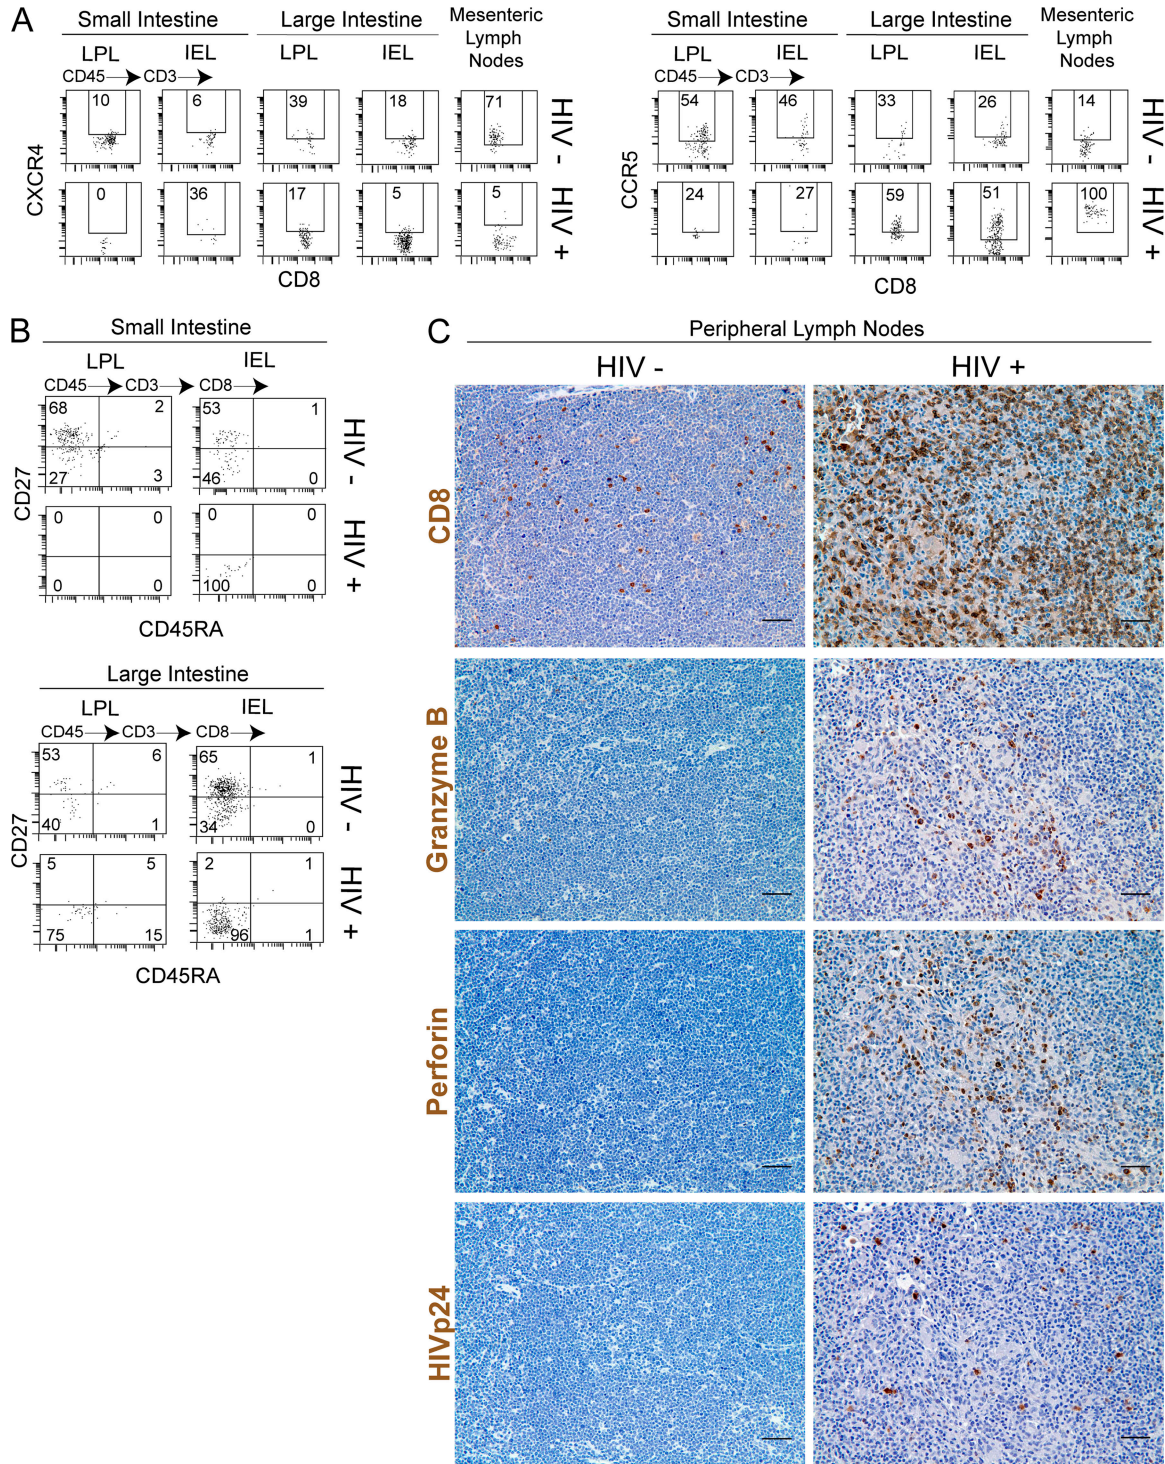 A
Small Intestine
Large Intestine
Mesenteric
Lymph
Nodes
LPL
IEL
LPL
IEL
CD45
CD3
10
6
39
18
71
HIV -
0
36
17
5
5
HIV +
CXCR4
CD8
Small Intestine
Large Intestine
Mesenteric
Lymph
Nodes
LPL
IEL
LPL
IEL
CD45
CD3
54
46
33
26
14
HIV -
24
27
59
51
100
HIV +
CCR5
CD8
B
Small Intestine
LPL
IEL
CD45
CD3
CD8
68
2
53
1
27
3
46
0
HIV -
0
0
0
0
0
0
100
0
HIV +
CD27
CD45RA
Large Intestine
LPL
IEL
CD45
CD3
CD8
53
6
65
1
40
1
34
0
HIV -
5
5
2
1
75
15
96
1
HIV +
CD27
CD45RA
C
Peripheral Lymph Nodes
HIV -
HIV +
CD8
Granzyme B
Perforin
HIVp24